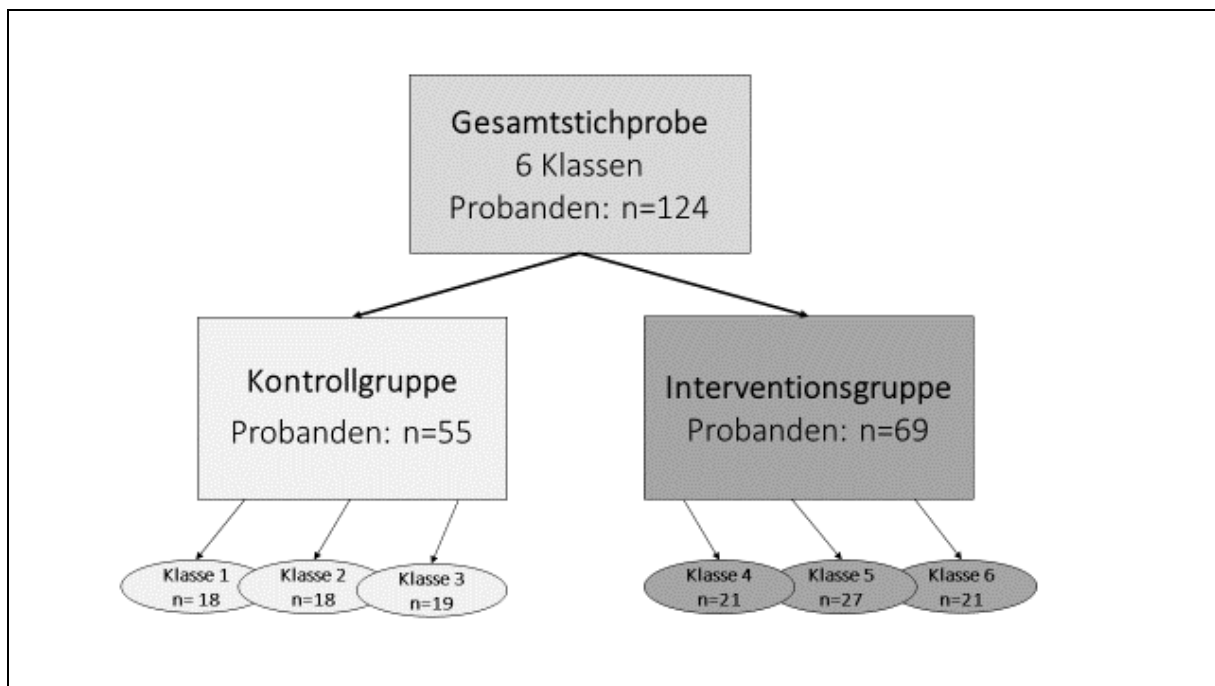 Gesamtstichprobe
6 Klassen
Probanden: n=124
Kontrollgruppe
Probanden: n=55
Interventionsgruppe
Probanden: n=69
Klasse 1
n= 18
Klasse 2
n=18
Klasse 3
n=19
Klasse 4
n=21
Klasse 5
n=27
Klasse 6
n=21